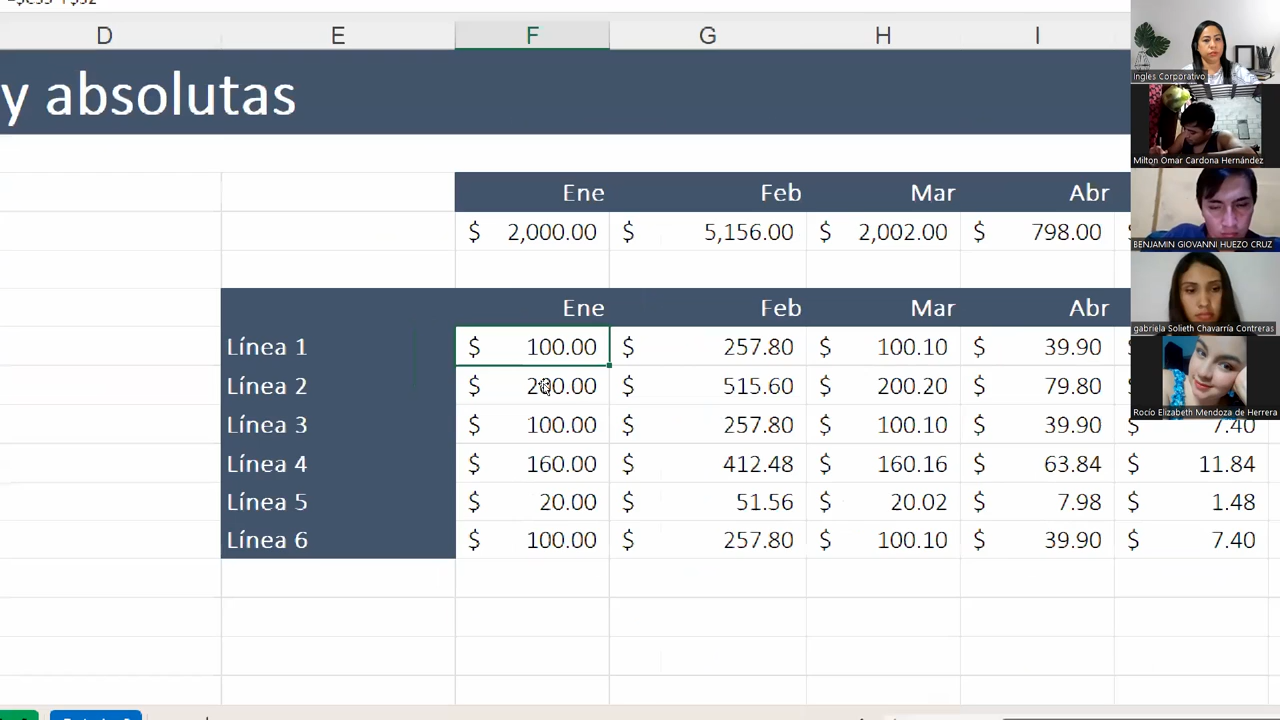 D E F G H I
y absolutas
Ene Feb Mar Abr
$ 2,000.00 $ 5,156.00 $ 2,002.00 $ 798.00
Ene Feb Mar Abr
Línea 1 $ 100.00 $ 257.80 $ 100.10 $ 39.90
Línea 2 $ 200.00 $ 515.60 $ 200.20 $ 79.80
Línea 3 $ 100.00 $ 257.80 $ 100.10 $ 39.90 $ 7.40
Línea 4 $ 160.00 $ 412.48 $ 160.16 $ 63.84 $ 11.84
Línea 5 $ 20.00 $ 51.56 $ 20.02 $ 7.98 $ 1.48
Línea 6 $ 100.00 $ 257.80 $ 100.10 $ 39.90 $ 7.40
Ingles Corporativo
Milton Omar Cardona Hernández
BENJAMIN GIOVANNI HUEZO CRUZ
gabriela Solieth Chavarría Contreras
Rocío Elizabeth Mendoza de Herrera